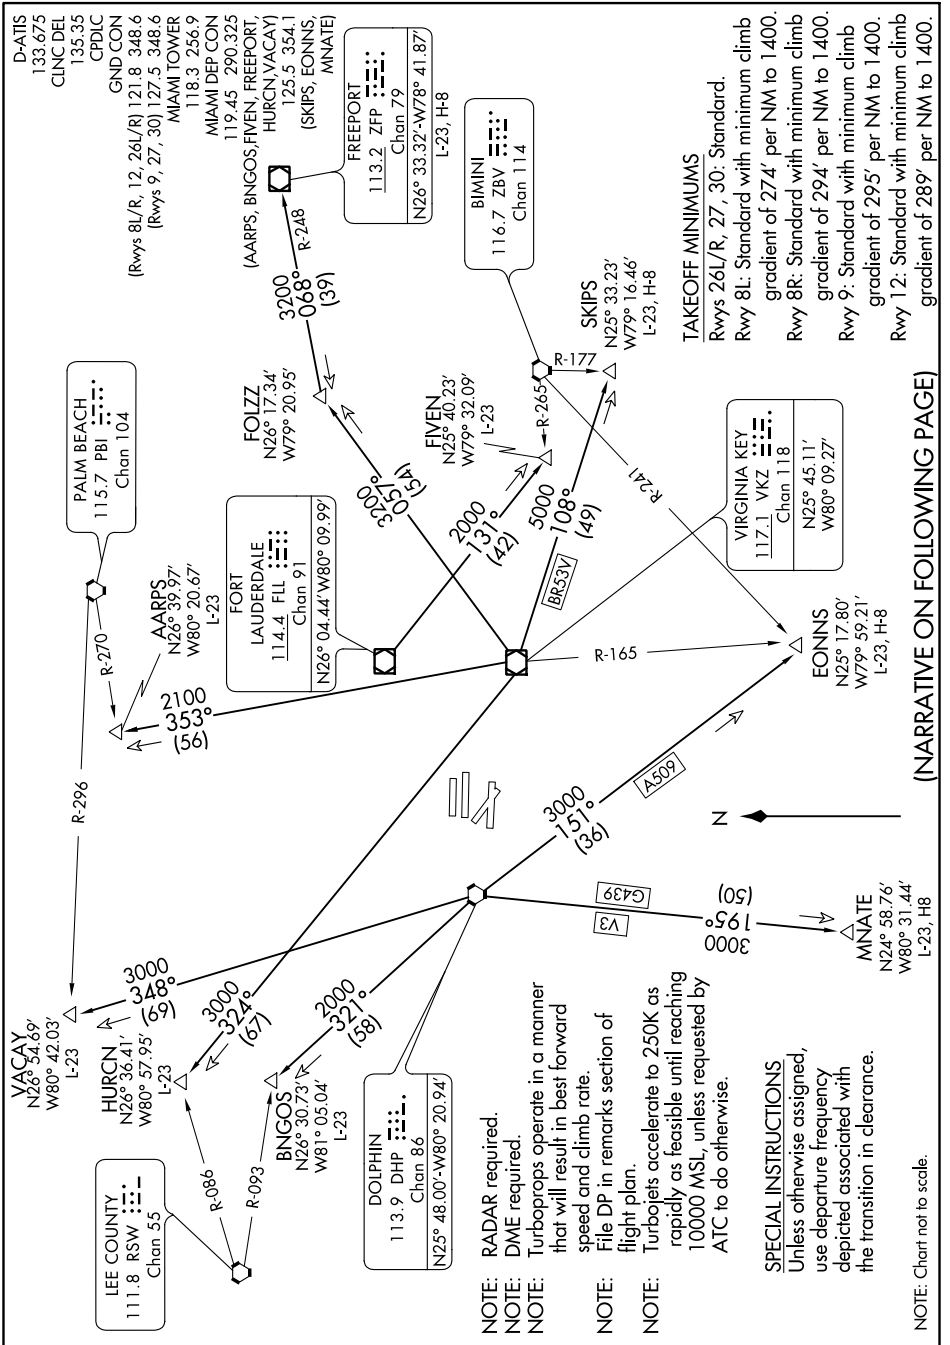 D-ATIS
133.675
CLNC DEL
135.35
CPDLC
GND CON
(Rwys 8L/R, 12, 26L/R) 121.8 348.6
(Rwys 9, 27, 30) 127.5 348.6
MIAMI TOWER
118.3 256.9
MIAMI DEP CON
119.45 290.325
(AARPS, BNGOS,FIVEN, FREEPORT,
HURCN,VACAY)
125.5 354.1
(SKIPS, EONNS,
MNATE)
FREEPORT
113.2 ZFP
Chan 79
N26° 33.32'-W78° 41.87'
L-23, H-8
R-248
3200
068°
(39)
FOLZZ
N26° 17.34'
W79° 20.95'
3200
057°
(54)
PALM BEACH
115.7 PBI
Chan 104
R-270
R-296
AARPS
N26° 39.97'
W80° 20.67'
L-23
2100
353°
(56)
VACAY
N26° 54.69'
W80° 42.03'
L-23
3000
348°
(69)
HURCN
N26° 36.41'
W80° 57.95'
L-23
3000
324°
(67)
BNGOS
N26° 30.73'
W81° 05.04'
L-23
2000
321°
(58)
LEE COUNTY
111.8 RSW
Chan 55
R-086
R-093
FORT
LAUDERDALE
114.4 FLL
Chan 91
N26° 04.44'W80° 09.99'
2000
131°
(42)
FIVEN
N25° 40.23'
W79° 32.09'
L-23
BIMINI
116.7 ZBV
Chan 114
R-265
R-177
R-241
SKIPS
N25° 33.23'
W79° 16.46'
L-23, H-8
5000
108°
(49)
BR53V
VIRGINIA KEY
117.1 VKZ
Chan 118
N25° 45.11'
W80° 09.27'
R-165
EONNS
N25° 17.80'
W79° 59.21'
L-23, H-8
3000
151°
(36)
A509
DOLPHIN
113.9 DHP
Chan 86
N25° 48.00'-W80° 20.94'
V3
G439
3000
195°
(50)
MNATE
N24° 58.76'
W80° 31.44'
L-23, H8
N
TAKEOFF MINIMUMS
Rwys 26L/R, 27, 30: Standard.
Rwy 8L: Standard with minimum climb
gradient of 274' per NM to 1400.
Rwy 8R: Standard with minimum climb
gradient of 294' per NM to 1400.
Rwy 9: Standard with minimum climb
gradient of 295' per NM to 1400.
Rwy 12: Standard with minimum climb
gradient of 289' per NM to 1400.
NOTE: RADAR required.
NOTE: DME required.
NOTE: Turboprops operate in a manner
that will result in best forward
speed and climb rate.
NOTE: File DP in remarks section of
flight plan.
NOTE: Turbojets accelerate to 250K as
rapidly as feasible until reaching
10000 MSL, unless requested by
ATC to do otherwise.
SPECIAL INSTRUCTIONS
Unless otherwise assigned,
use departure frequency
depicted associated with
the transition in clearance.
NOTE: Chart not to scale.
(NARRATIVE ON FOLLOWING PAGE)